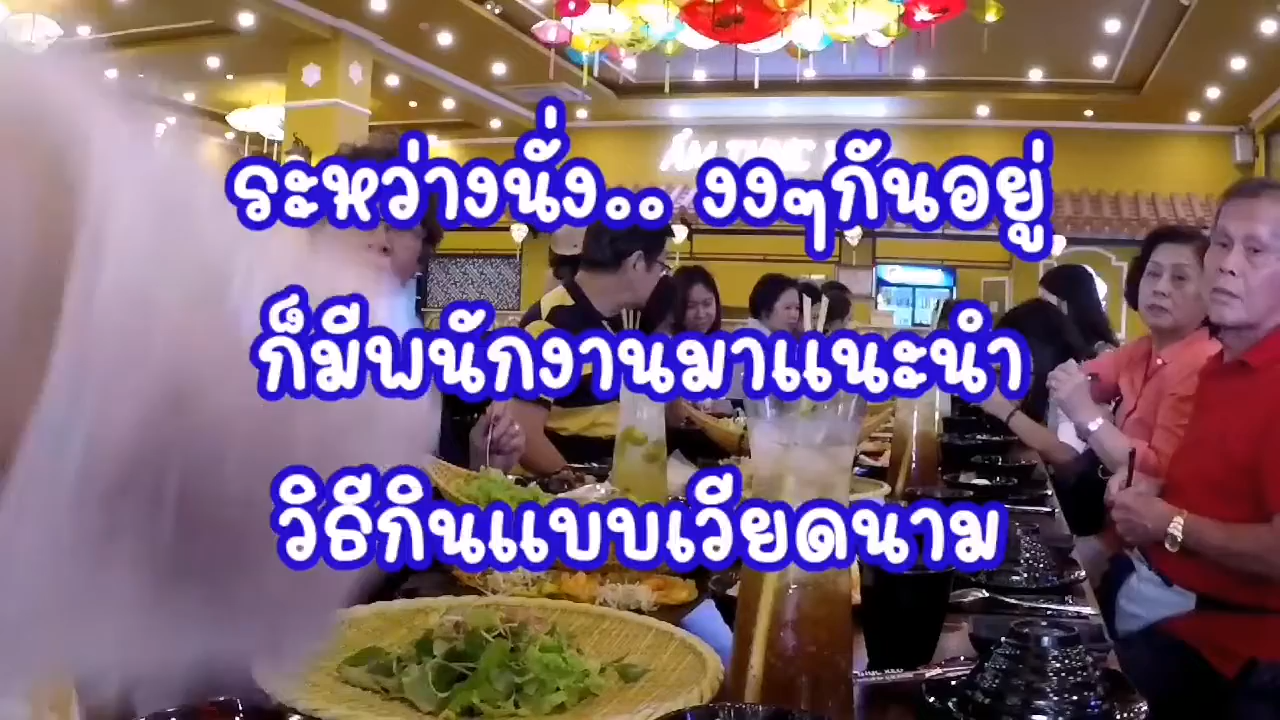 ระหว่างนั่ง.. งงๆกันอยู่
ก็มีพนักงานมาแนะนำ
วิธีกินแบบเวียดนาม